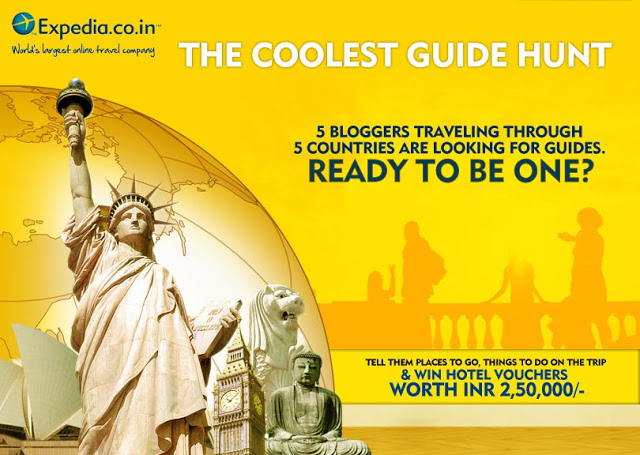 Expedia.co.in™
World's largest online travel company
THE COOLEST GUIDE HUNT
5 BLOGGERS TRAVELING THROUGH
5 COUNTRIES ARE LOOKING FOR GUIDES.
READY TO BE ONE?
TELL THEM PLACES TO GO, THINGS TO DO ON THE TRIP
& WIN HOTEL VOUCHERS
WORTH INR 2,50,000/-